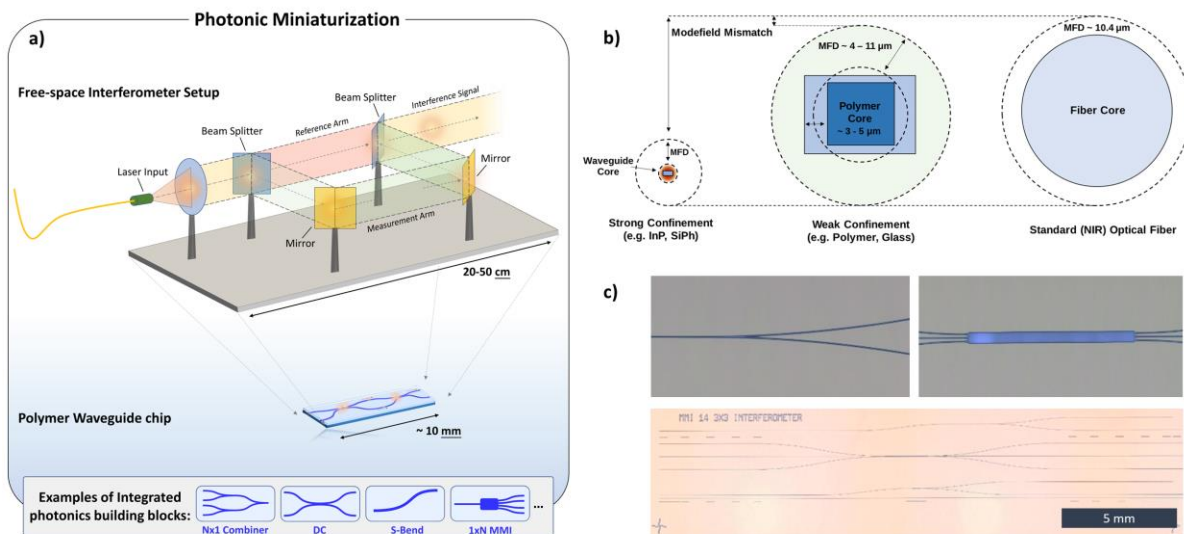 Photonic Miniaturization
a)
Free-space Interferometer Setup
Laser Input
Beam Splitter
Reference Arm
Beam Splitter
Interference Signal
Mirror
Mirror
Measurement Arm
20-50 cm
Polymer Waveguide chip
~ 10 mm
Examples of Integrated
photonics building blocks:
Nx1 Combiner
DC
S-Bend
1xN MMI
...
b)
Modefield Mismatch
MFD ~ 4 – 11 µm
MFD ~ 10.4 µm
Polymer
Core
~ 3 - 5 µm
Fiber Core
MFD
Waveguide
Core
Strong Confinement
(e.g. InP, SiPh)
Weak Confinement
(e.g. Polymer, Glass)
Standard (NIR) Optical Fiber
c)
MMI 14 3X3 INTERFEROMETER
5 mm